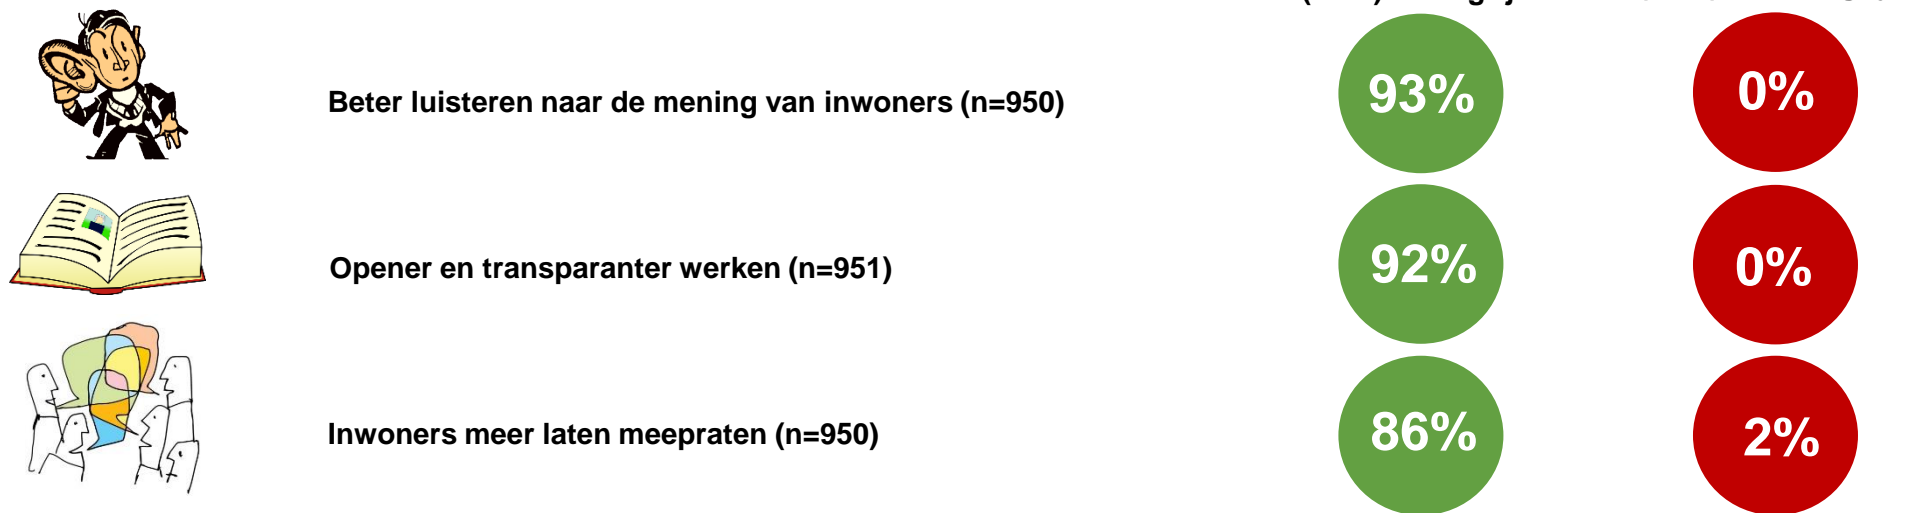 Beter luisteren naar de mening van inwoners (n=950)
93%
0%
Opener en transparanter werken (n=951)
92%
0%
Inwoners meer laten meepraten (n=950)
86%
2%